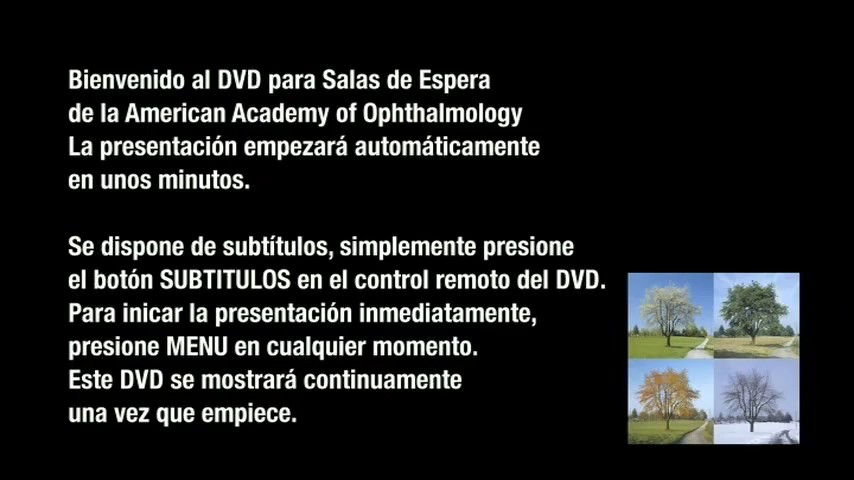 Bienvenido al DVD para Salas de Espera
de la American Academy of Ophthalmology
La presentación empezará automáticamente
en unos minutos.
Se dispone de subtítulos, simplemente presione
el botón SUBTITULOS en el control remoto del DVD.
Para inicar la presentación inmediatamente,
presione MENU en cualquier momento.
Este DVD se mostrará continuamente
una vez que empiece.